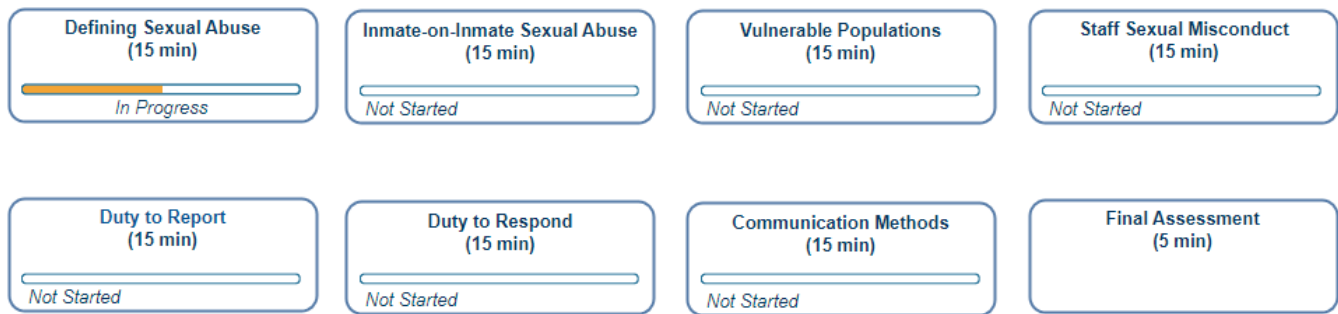 Defining Sexual Abuse
(15 min)
In Progress
Inmate-on-Inmate Sexual Abuse
(15 min)
Not Started
Vulnerable Populations
(15 min)
Not Started
Staff Sexual Misconduct
(15 min)
Not Started
Duty to Report
(15 min)
Not Started
Duty to Respond
(15 min)
Not Started
Communication Methods
(15 min)
Not Started
Final Assessment
(5 min)